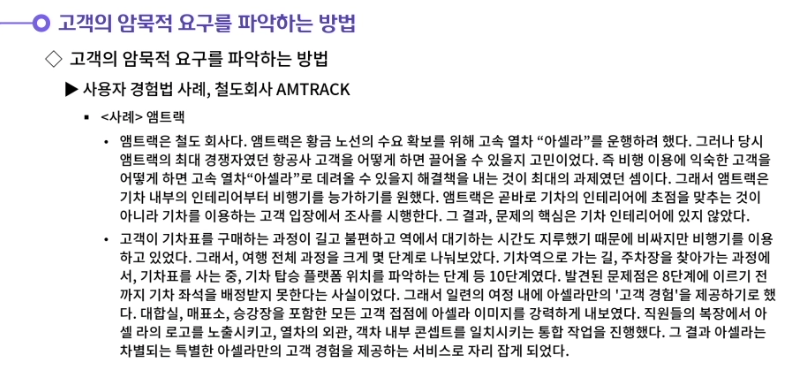 고객의 암묵적 요구를 파악하는 방법
◇ 고객의 암묵적 요구를 파악하는 방법
▶ 사용자 경험법 사례, 철도회사 AMTRACK
▪ <사례> 앰트랙
• 앰트랙은 철도 회사다. 앰트랙은 황금 노선의 수요 확보를 위해 고속 열차 “아셀라”를 운행하려 했다. 그러나 당시
앰트랙의 최대 경쟁자였던 항공사 고객을 어떻게 하면 끌어올 수 있을지 고민이었다. 즉 비행 이용에 익숙한 고객을
어떻게 하면 고속 열차“아셀라”로 데려올 수 있을지 해결책을 내는 것이 최대의 과제였던 셈이다. 그래서 앰트랙은
기차 내부의 인테리어부터 비행기를 능가하기를 원했다. 앰트랙은 곧바로 기차의 인테리어에 초점을 맞추는 것이
아니라 기차를 이용하는 고객 입장에서 조사를 시행한다. 그 결과, 문제의 핵심은 기차 인테리어에 있지 않았다.
• 고객이 기차표를 구매하는 과정이 길고 불편하고 역에서 대기하는 시간도 지루했기 때문에 비싸지만 비행기를 이용
하고 있었다. 그래서, 여행 전체 과정을 크게 몇 단계로 나눠보았다. 기차역으로 가는 길, 주차장을 찾아가는 과정에
서, 기차표를 사는 중, 기차 탑승 플랫폼 위치를 파악하는 단계 등 10단계였다. 발견된 문제점은 8단계에 이르기 전
까지 기차 좌석을 배정받지 못한다는 사실이었다. 그래서 일련의 여정 내에 아셀라만의 '고객 경험'을 제공하기로 했
다. 대합실, 매표소, 승강장을 포함한 모든 고객 접점에 아셀라 이미지를 강력하게 내보였다. 직원들의 복장에서 아
셀 라의 로고를 노출시키고, 열차의 외관, 객차 내부 콘셉트를 일치시키는 통합 작업을 진행했다. 그 결과 아셀라는
차별되는 특별한 아셀라만의 고객 경험을 제공하는 서비스로 자리 잡게 되었다.